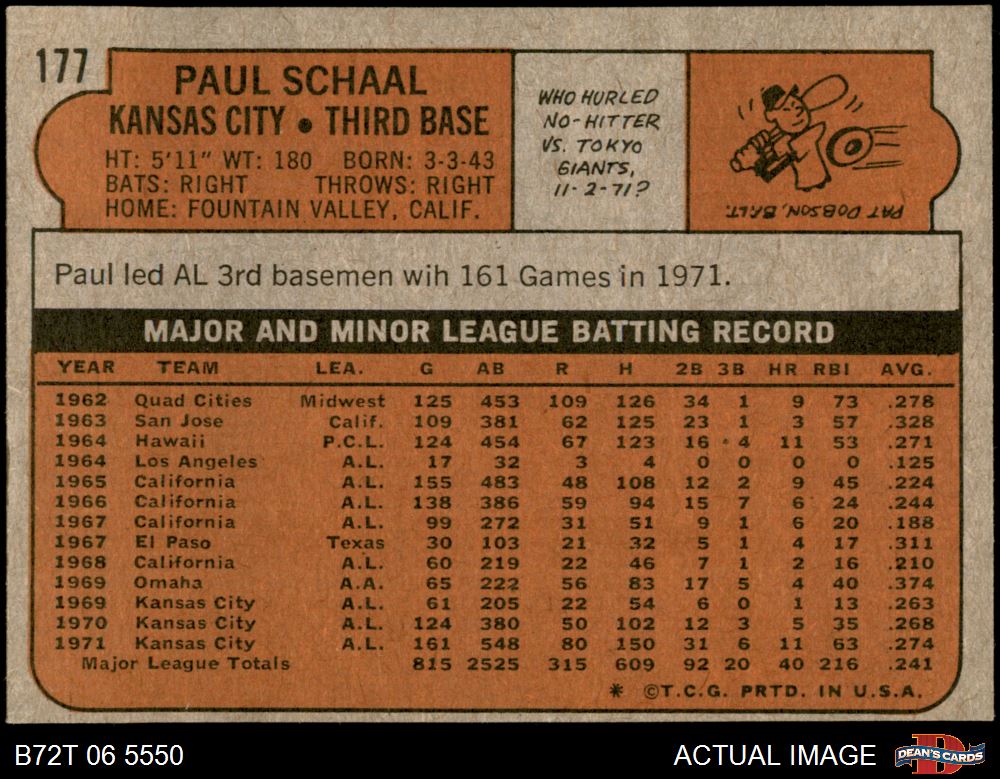 177
PAUL SCHAAL
KANSAS CITY • THIRD BASE
HT: 5'11" WT: 180 BORN: 3-3-43
BATS: RIGHT THROWS: RIGHT
HOME: FOUNTAIN VALLEY, CALIF.
WHO HURLED
NO-HITTER
VS. TOKYO
GIANTS,
11-2-71?
PAT DOBSON, BALT.
Paul led AL 3rd basemen wih 161 Games in 1971.
MAJOR AND MINOR LEAGUE BATTING RECORD
YEAR TEAM LEA. G AB R H 2B 3B HR RBI AVG.
1962 Quad Cities Midwest 125 453 109 126 34 1 9 73 .278
1963 San Jose Calif. 109 381 62 125 23 1 3 57 .328
1964 Hawaii P.C.L. 124 454 67 123 16 4 11 53 .271
1964 Los Angeles A.L. 17 32 3 4 0 0 0 0 .125
1965 California A.L. 155 483 48 108 12 2 9 45 .224
1966 California A.L. 138 386 59 94 15 7 6 24 .244
1967 California A.L. 99 272 31 51 9 1 6 20 .188
1967 El Paso Texas 30 103 21 32 5 1 4 17 .311
1968 California A.L. 60 219 22 46 7 1 2 16 .210
1969 Omaha A.A. 65 222 56 83 17 5 4 40 .374
1969 Kansas City A.L. 61 205 22 54 6 0 1 13 .263
1970 Kansas City A.L. 124 380 50 102 12 3 5 35 .268
1971 Kansas City A.L. 161 548 80 150 31 6 11 63 .274
Major League Totals 815 2525 315 609 92 20 40 216 .241
* ©T.C.G. PRTD. IN U.S.A.
B72T 06 5550
ACTUAL IMAGE
D
DEAN'S CARDS